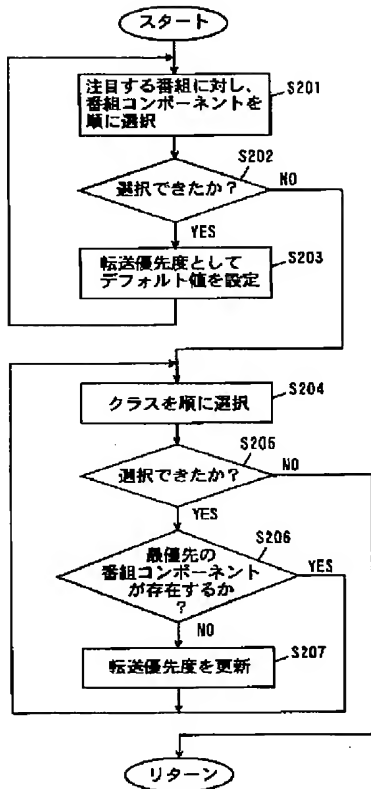 スタート
注目する番組に対し、
番組コンポーネントを
順に選択
S201
S202
選択できたか？
NO
YES
転送優先度として
デフォルト値を設定
S203
S204
クラスを順に選択
S205
選択できたか？
NO
YES
S206
最優先の
番組コンポーネント
が存在するか
？
YES
NO
S207
転送優先度を更新
リターン